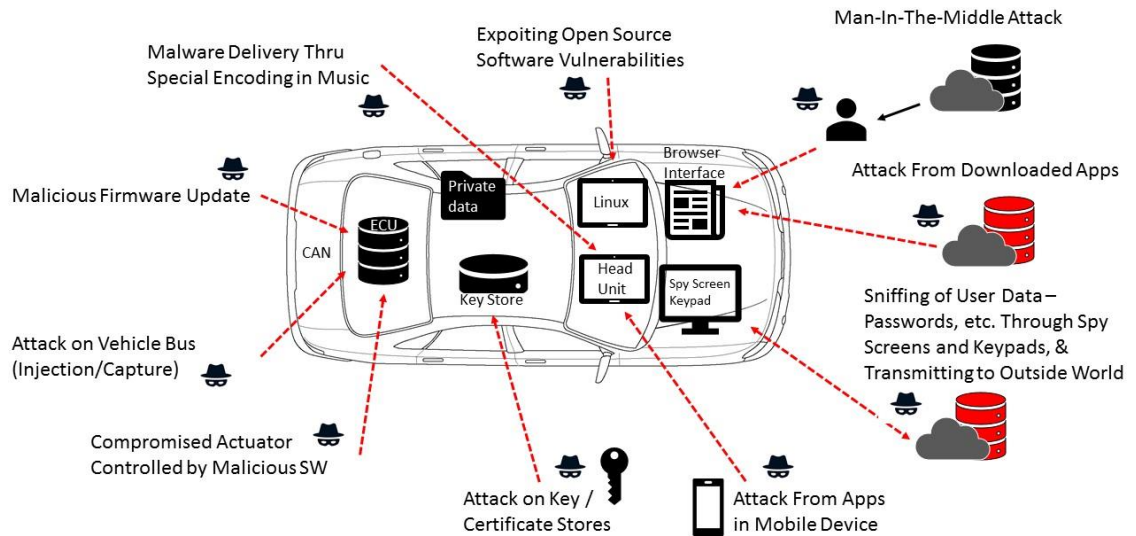 Man-In-The-Middle Attack
Malware Delivery Thru
Special Encoding in Music
Expoiting Open Source
Software Vulnerabilities
Browser
Interface
Attack From Downloaded Apps
Malicious Firmware Update
Private
data
Linux
ECU
CAN
Head
Unit
Key Store
Spy Screen
Keypad
Sniffing of User Data –
Passwords, etc. Through Spy
Screens and Keypads, &
Transmitting to Outside World
Attack on Vehicle Bus
(Injection/Capture)
Compromised Actuator
Controlled by Malicious SW
Attack on Key /
Certificate Stores
Attack From Apps
in Mobile Device